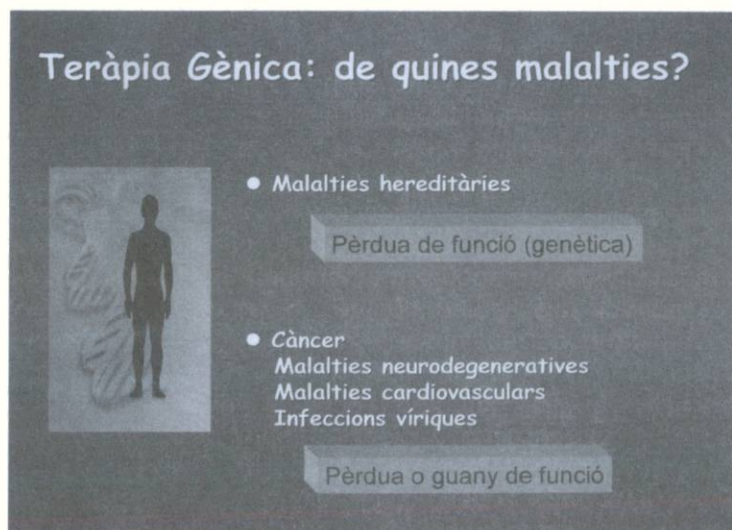 Teràpia Gènica: de quines malalties?
● Malalties hereditàries
Pèrdua de funció (genètica)
● Càncer
Malalties neurodegeneratives
Malalties cardiovasculars
Infeccions víriques
Pèrdua o guany de funció